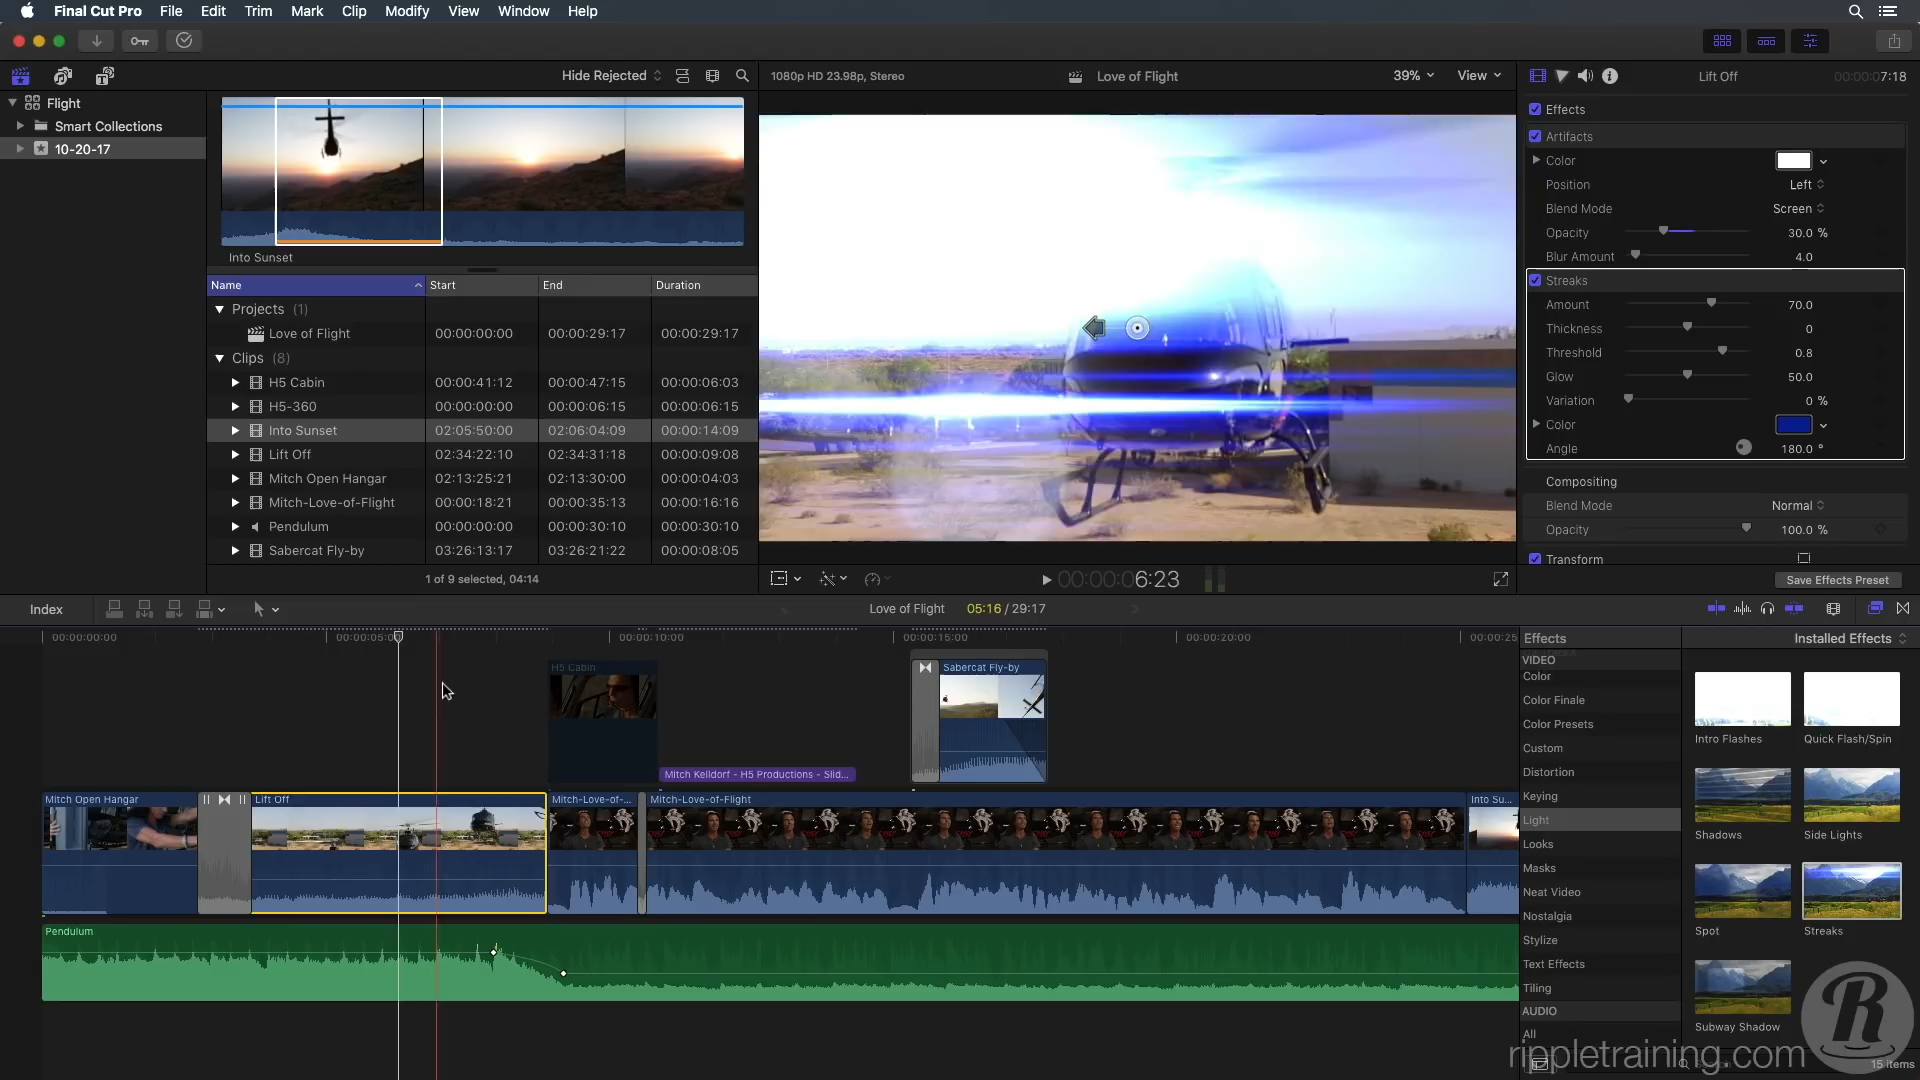 Final Cut Pro File Edit Trim Mark Clip Modify View Window Help
Hide Rejected
1080p HD 23.98p, Stereo
Love of Flight
39%
View
Lift Off
00:00:07:18
Flight
Smart Collections
10-20-17
Into Sunset
Name Start End Duration
Projects (1)
Love of Flight 00:00:00:00 00:00:29:17 00:00:29:17
Clips (8)
H5 Cabin 00:00:41:12 00:00:47:15 00:00:06:03
H5-360 00:00:00:00 00:00:06:15 00:00:06:15
Into Sunset 02:05:50:00 02:06:04:09 00:00:14:09
Lift Off 02:34:22:10 02:34:31:18 00:00:09:08
Mitch Open Hangar 02:13:25:21 02:13:30:00 00:00:04:03
Mitch-Love-of-Flight 00:00:18:21 00:00:35:13 00:00:16:16
Pendulum 00:00:00:00 00:00:30:10 00:00:30:10
Sabercat Fly-by 03:26:13:17 03:26:21:22 00:00:08:05
1 of 9 selected, 04:14
00:00:06:23
Effects
Artifacts
Color
Position Left
Blend Mode Screen
Opacity 30.0 %
Blur Amount 4.0
Streaks
Amount 70.0
Thickness 0
Threshold 0.8
Glow 50.0
Variation 0 %
Color
Angle 180.0 °
Compositing
Blend Mode Normal
Opacity 100.0 %
Transform
Save Effects Preset
Index
Love of Flight 05:16 / 29:17
00:00:00:00 00:00:05:00 00:00:10:00 00:00:15:00 00:00:20:00 00:00:25
H5 Cabin
Sabercat Fly-by
Mitch Kelldorf - H5 Productions - Slid...
Mitch Open Hangar
Lift Off
Mitch-Love-of-...
Mitch-Love-of-Flight
Into Su...
Pendulum
Effects
Installed Effects
VIDEO
Color
Color Finale
Color Presets
Custom
Distortion
Keying
Light
Looks
Masks
Neat Video
Nostalgia
Stylize
Text Effects
Tiling
AUDIO
All
Intro Flashes
Quick Flash/Spin
Shadows
Side Lights
Spot
Streaks
Subway Shadow
R
rippletraining.com
15 items